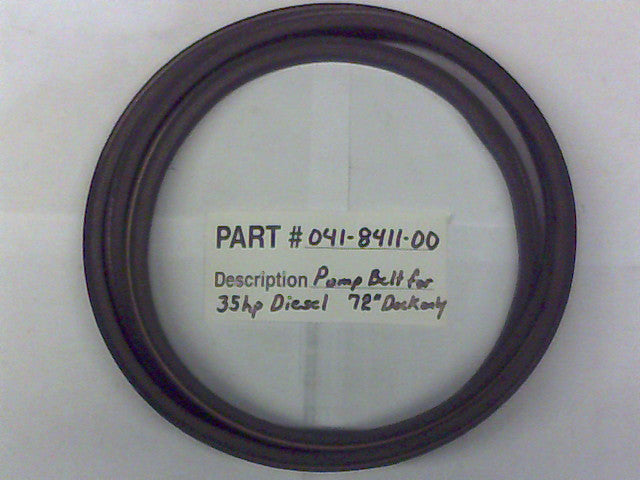 PART # 041-8411-00
Description Pump Belt for
35hp Diesel 72" Deck only